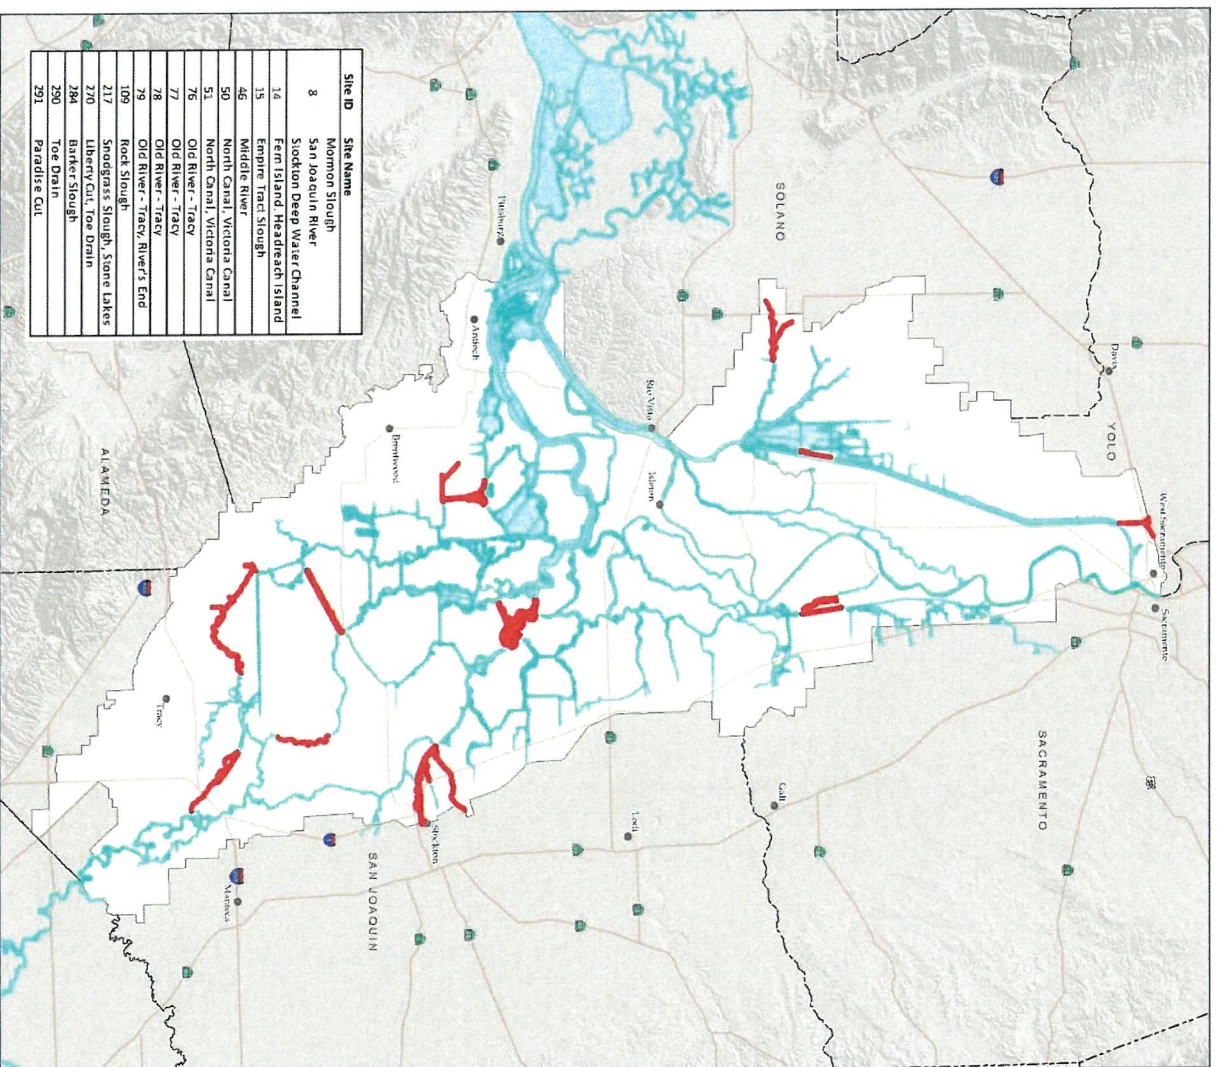 Site ID Site Name
8 Mormon Slough
San Joaquin River
Stockton Deep Water Channel
14 Fern Island, Headreach Island
15 Empire Tract Slough
46 Middle River
50 North Canal, Victoria Canal
51 North Canal, Victoria Canal
76 Old River - Tracy
77 Old River - Tracy
78 Old River - Tracy
79 Old River - Tracy, River's End
109 Rock Slough
217 Snodgrass Slough, Stone Lakes
270 Liberty Cut, Toe Drain
284 Barker Slough
290 Toe Drain
291 Paradise Cut
SOLANO
YOLO
Davis
West Sacramento
Sacramento
SACRAMENTO
Pittsburg
Antioch
Rio Vista
Isleton
Brentwood
Galt
Lodi
ALAMEDA
Tracy
Stockton
SAN JOAQUIN
Manteca